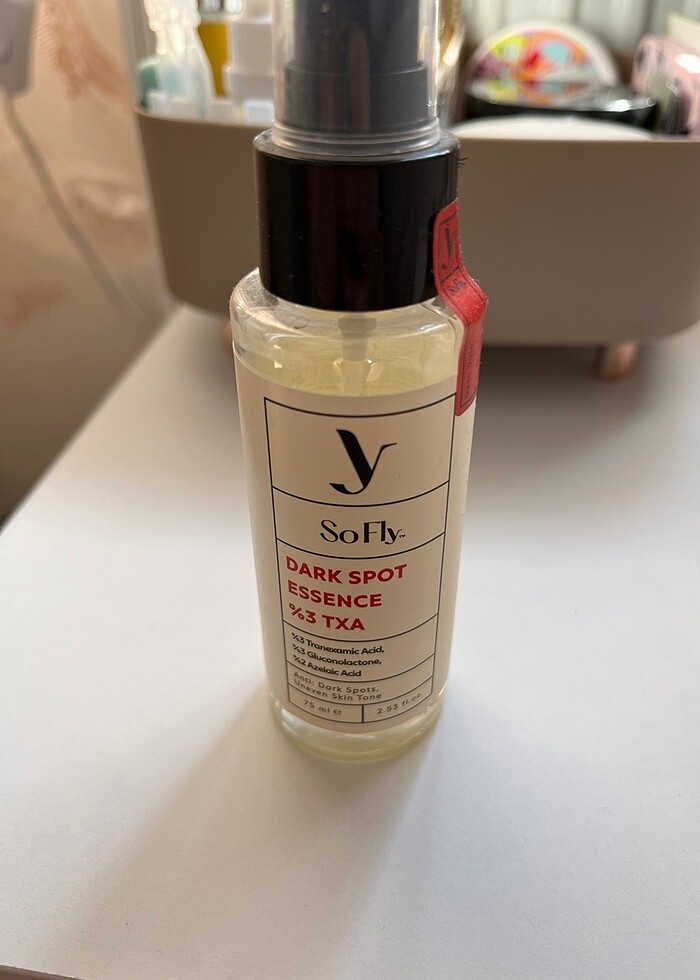 y
SoFly™
DARK SPOT
ESSENCE
%3 TXA
%3 Tranexamic Acid,
%3 Gluconolactone,
%2 Azelaic Acid
Anti: Dark Spots,
Uneven Skin Tone
75 ml ℮
2.53 fl.oz.
y